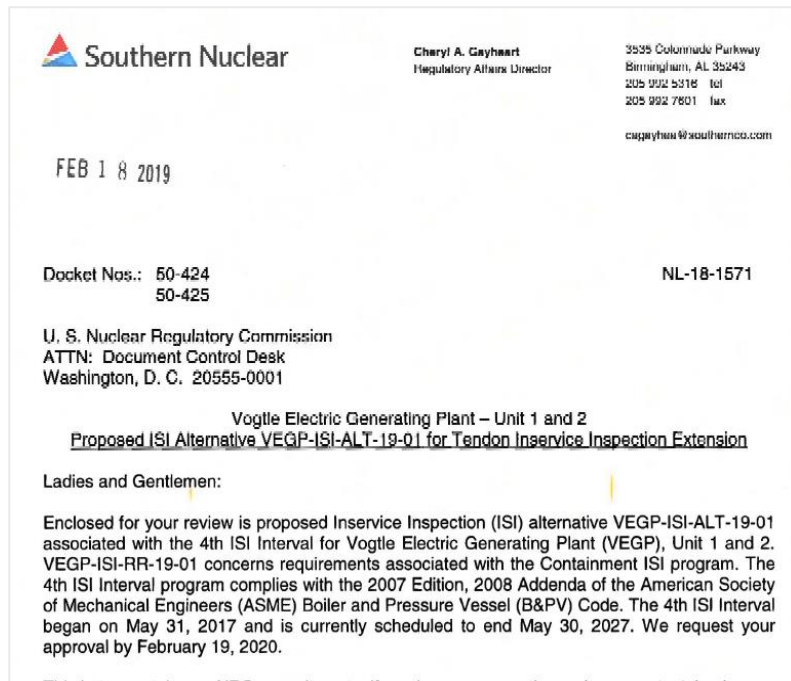 Southern Nuclear
Cheryl A. Gayheart
Regulatory Affairs Director
3535 Colonnade Parkway
Birmingham, AL 35243
205 992 5316 tel
205 992 7601 fax
cagayhea@southernco.com
FEB 1 8 2019
Docket Nos.: 50-424
50-425
NL-18-1571
U. S. Nuclear Regulatory Commission
ATTN: Document Control Desk
Washington, D. C. 20555-0001
Vogtle Electric Generating Plant – Unit 1 and 2
Proposed ISI Alternative VEGP-ISI-ALT-19-01 for Tendon Inservice Inspection Extension
Ladies and Gentlemen:
Enclosed for your review is proposed Inservice Inspection (ISI) alternative VEGP-ISI-ALT-19-01
associated with the 4th ISI Interval for Vogtle Electric Generating Plant (VEGP), Unit 1 and 2.
VEGP-ISI-RR-19-01 concerns requirements associated with the Containment ISI program. The
4th ISI Interval program complies with the 2007 Edition, 2008 Addenda of the American Society
of Mechanical Engineers (ASME) Boiler and Pressure Vessel (B&PV) Code. The 4th ISI Interval
began on May 31, 2017 and is currently scheduled to end May 30, 2027. We request your
approval by February 19, 2020.